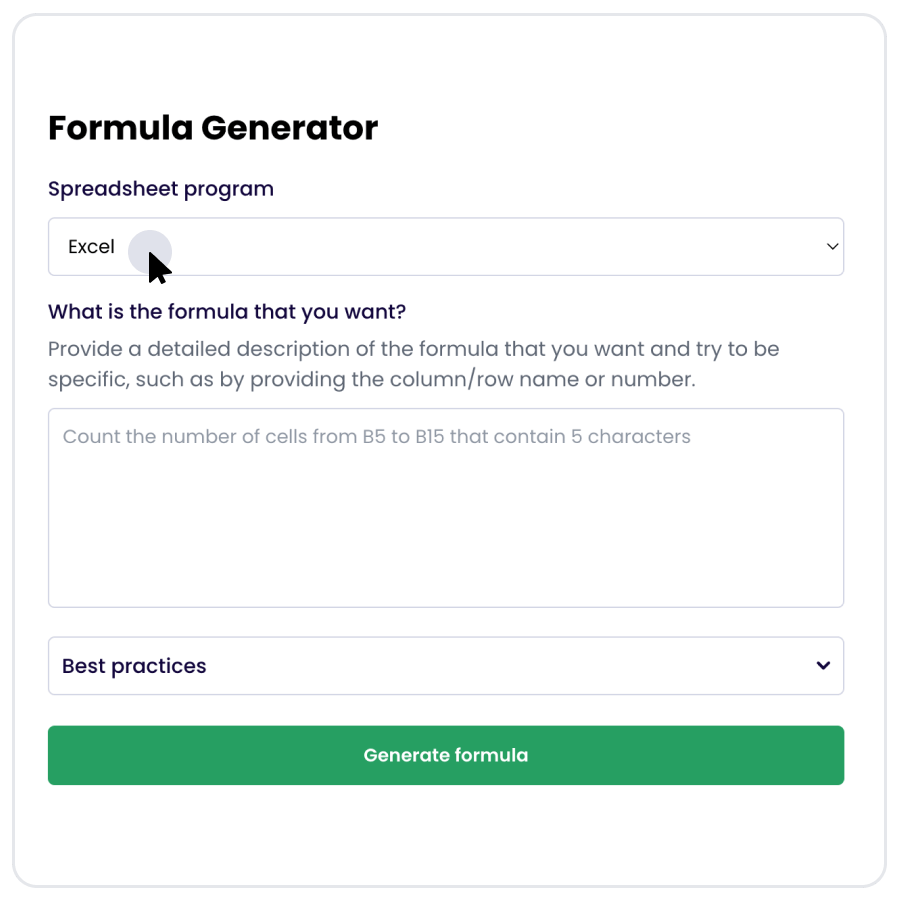 Formula Generator
Spreadsheet program
Excel
What is the formula that you want?
Provide a detailed description of the formula that you want and try to be
specific, such as by providing the column/row name or number.
Count the number of cells from B5 to B15 that contain 5 characters
Best practices
Generate formula